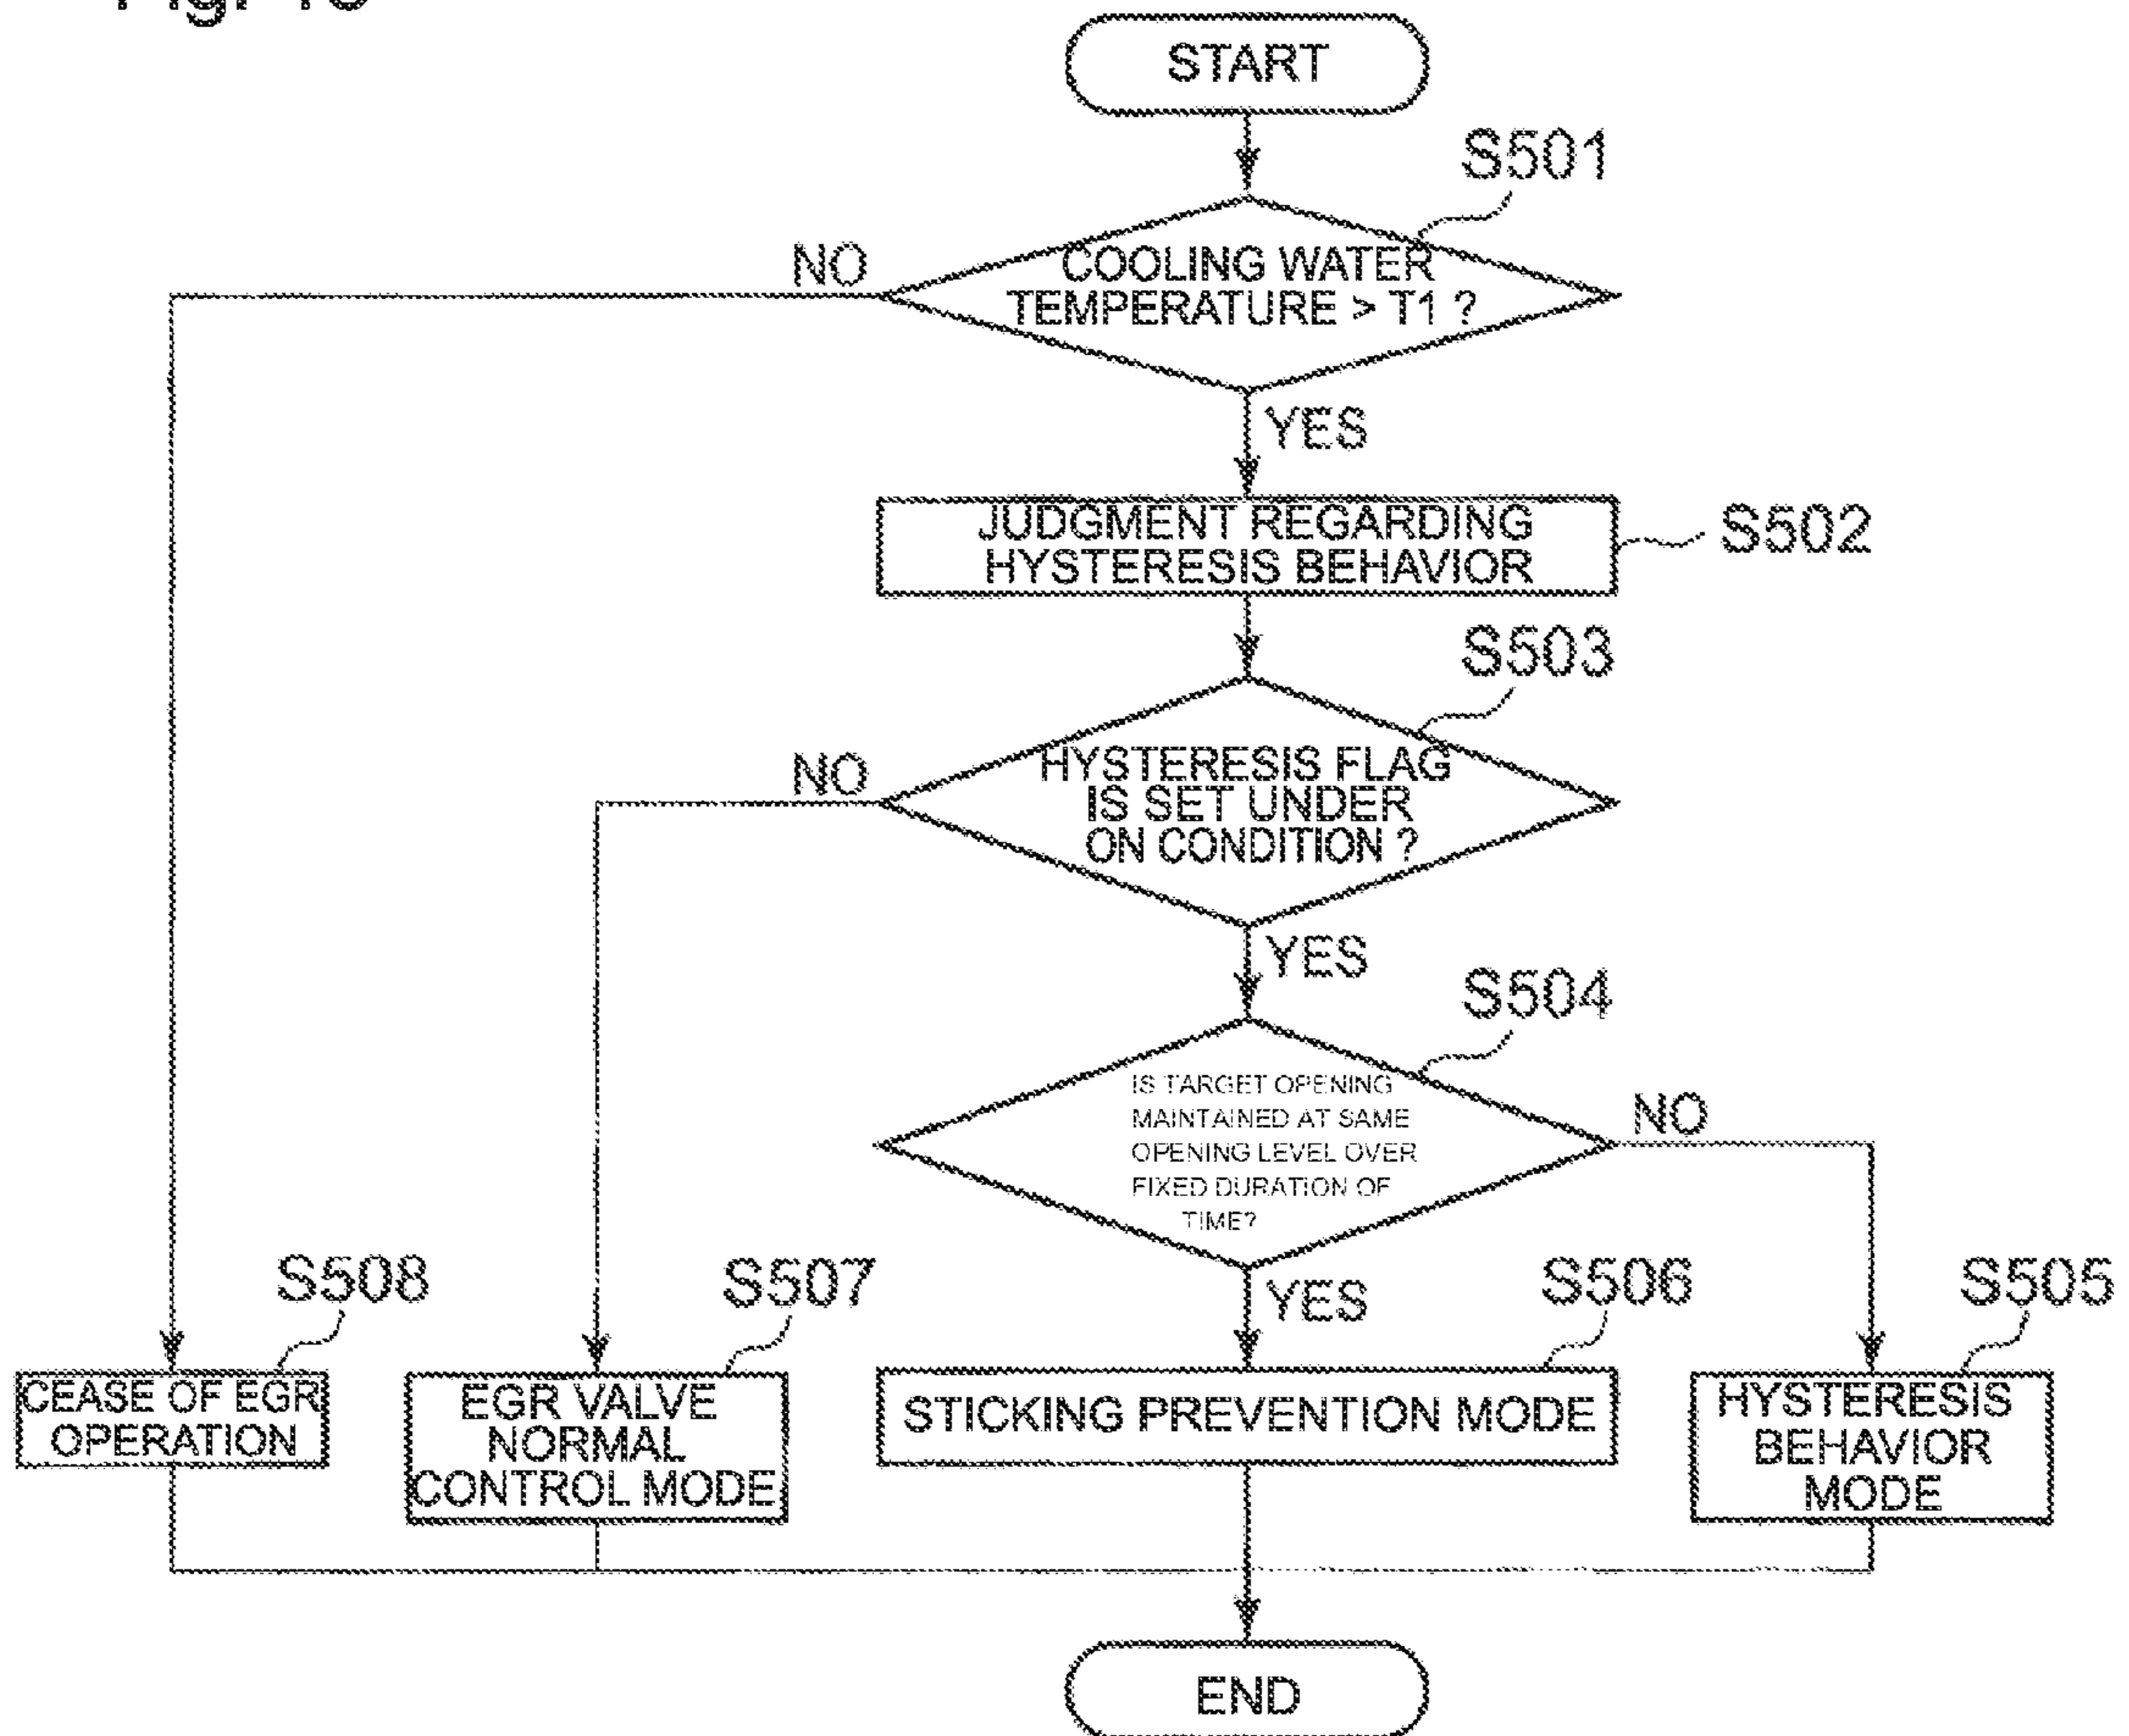 START
S501
NO
COOLING WATER
TEMPERATURE > T1 ?
YES
JUDGMENT REGARDING
HYSTERESIS BEHAVIOR
S502
S503
NO
HYSTERESIS FLAG
IS SET UNDER
ON CONDITION ?
YES
S504
IS TARGET OPENING
MAINTAINED AT SAME
OPENING LEVEL OVER
FIXED DURATION OF
TIME?
NO
YES
S508
CEASE OF EGR
OPERATION
S507
EGR VALVE
NORMAL
CONTROL MODE
S506
STICKING PREVENTION MODE
S505
HYSTERESIS
BEHAVIOR
MODE
END